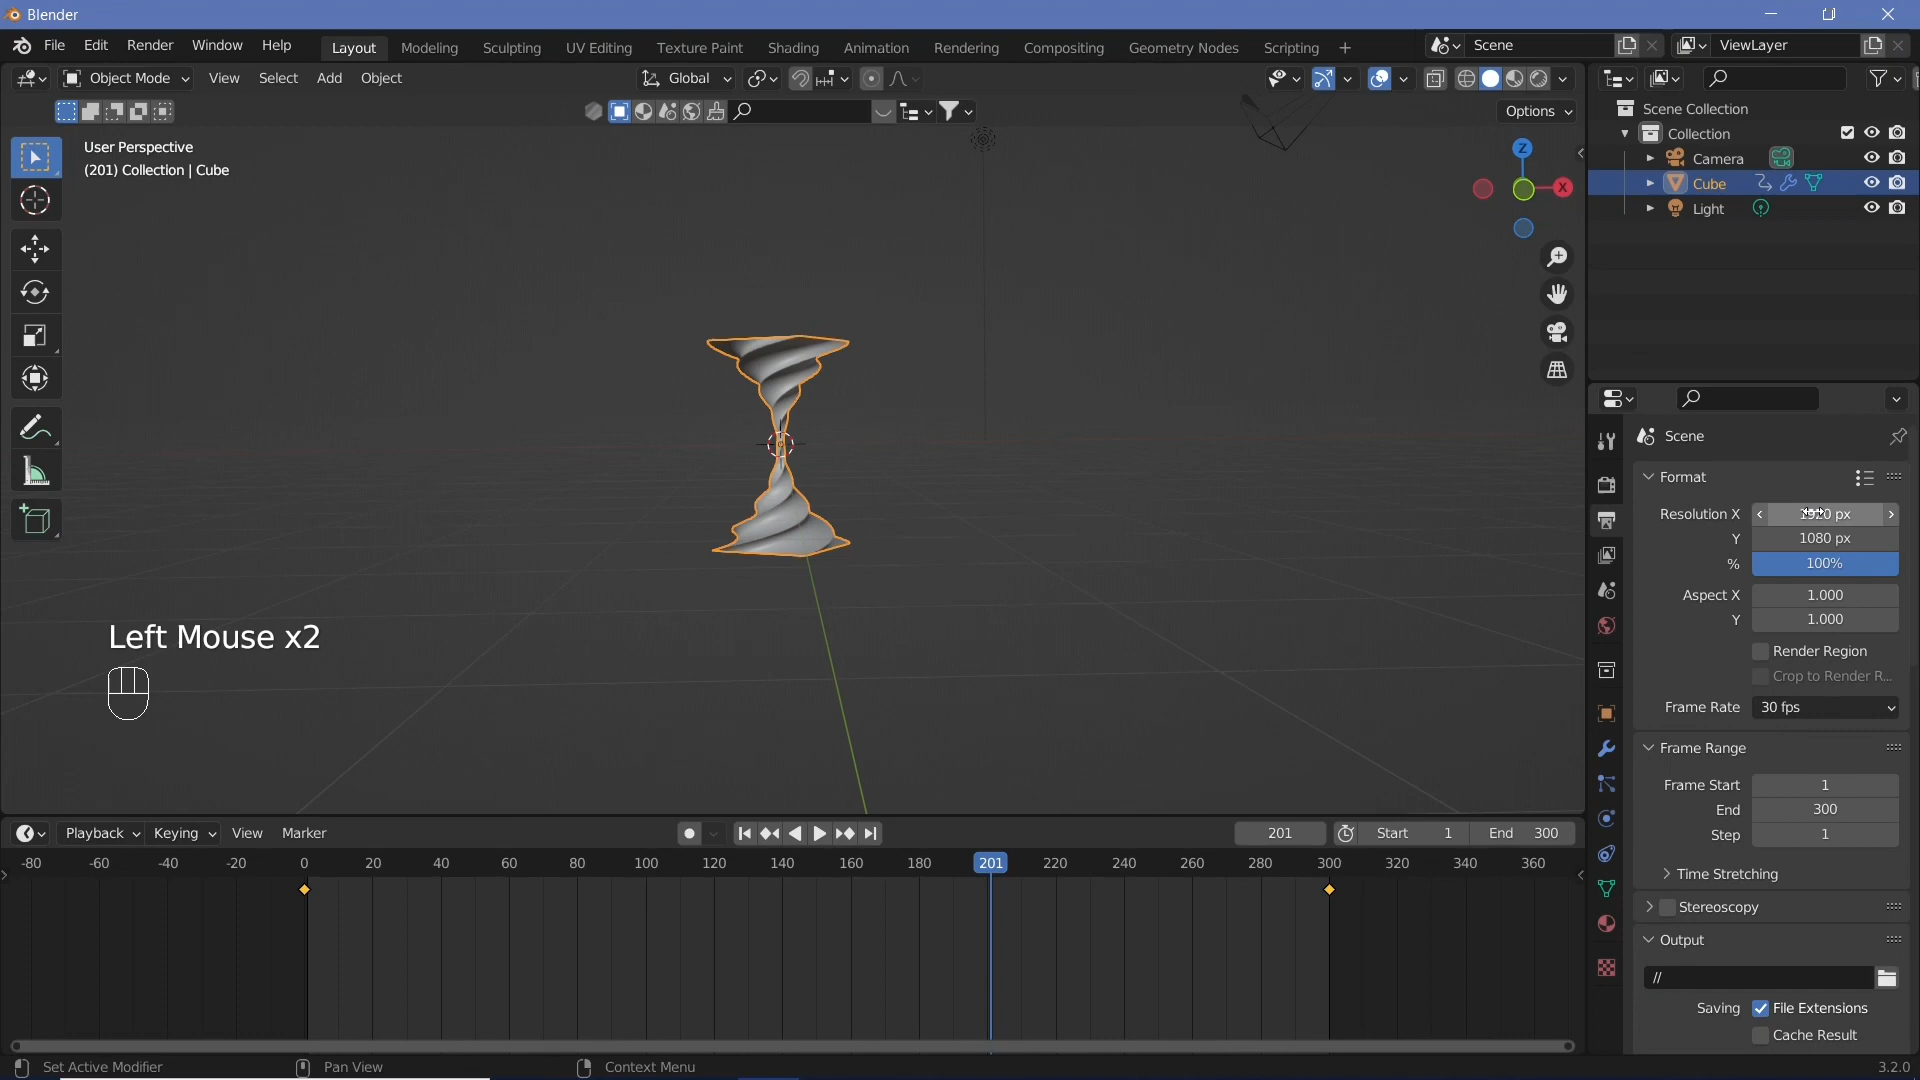 Blender
File Edit Render Window Help Layout Modeling Sculpting UV Editing Texture Paint Shading Animation Rendering Compositing Geometry Nodes Scripting + Scene ViewLayer
Object Mode View Select Add Object Global
Options
User Perspective
(201) Collection | Cube
Z
X
Scene Collection
Collection
Camera
Cube
Light
Scene
Format
Resolution X 1920 px
Y 1080 px
% 100%
Aspect X 1.000
Y 1.000
Render Region
Crop to Render R...
Frame Rate 30 fps
Frame Range
Frame Start 1
End 300
Step 1
Time Stretching
Stereoscopy
Output
//
Saving File Extensions
Cache Result
Left Mouse x2
Playback Keying View Marker 201 Start 1 End 300
-80 -60 -40 -20 0 20 40 60 80 100 120 140 160 180 201 220 240 260 280 300 320 340 360
Set Active Modifier Pan View Context Menu 3.2.0